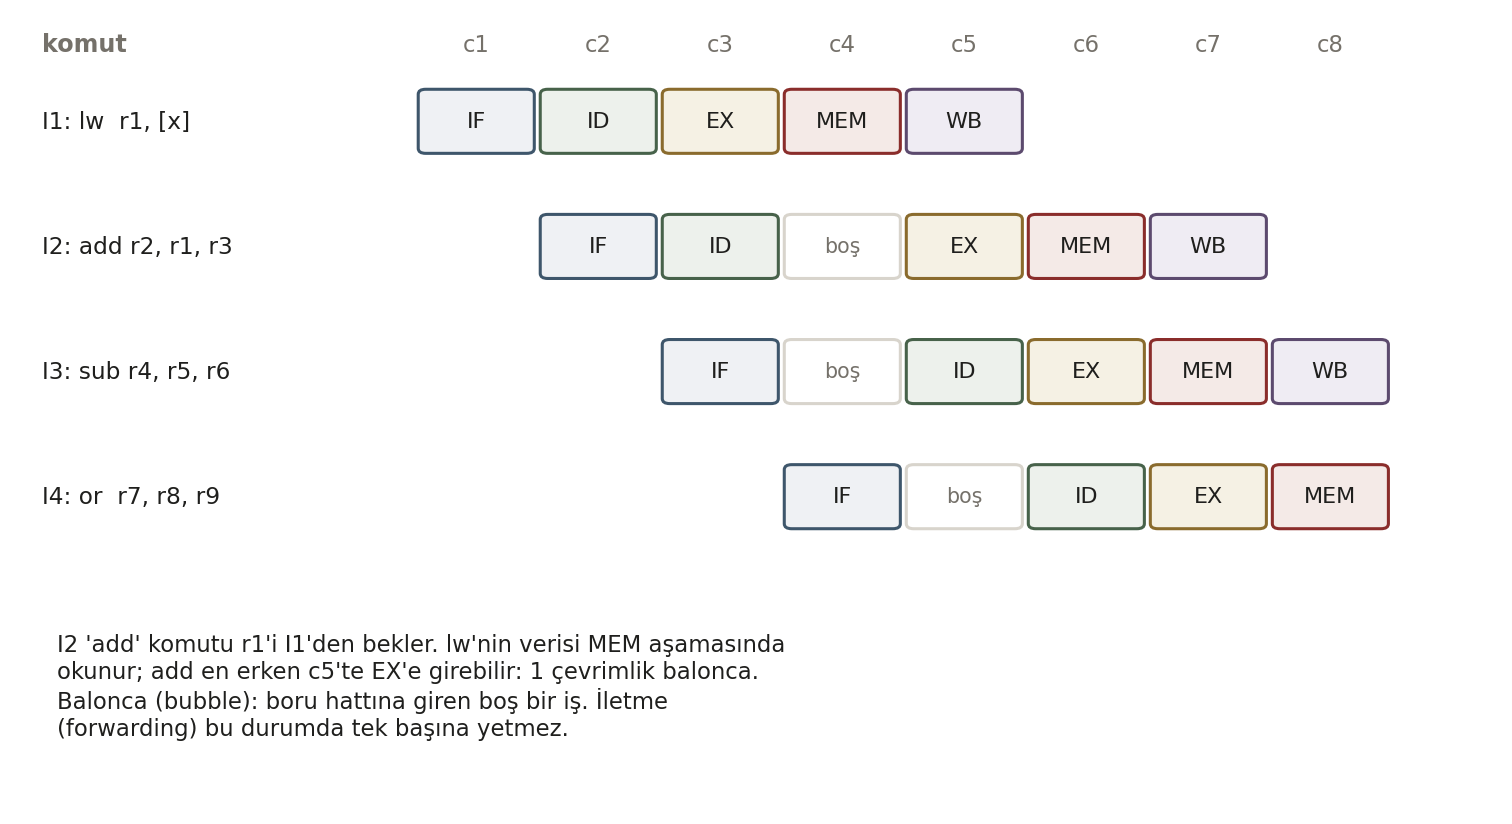 komut c1 c2 c3 c4 c5 c6 c7 c8
I1: lw  r1, [x] IF ID EX MEM WB
I2: add r2, r1, r3 IF ID boş EX MEM WB
I3: sub r4, r5, r6 IF boş ID EX MEM WB
I4: or  r7, r8, r9 IF boş ID EX MEM
I2 'add' komutu r1'i I1'den bekler. lw'nin verisi MEM aşamasında
okunur; add en erken c5'te EX'e girebilir: 1 çevrimlik balonca.
Balonca (bubble): boru hattına giren boş bir iş. İletme
(forwarding) bu durumda tek başına yetmez.